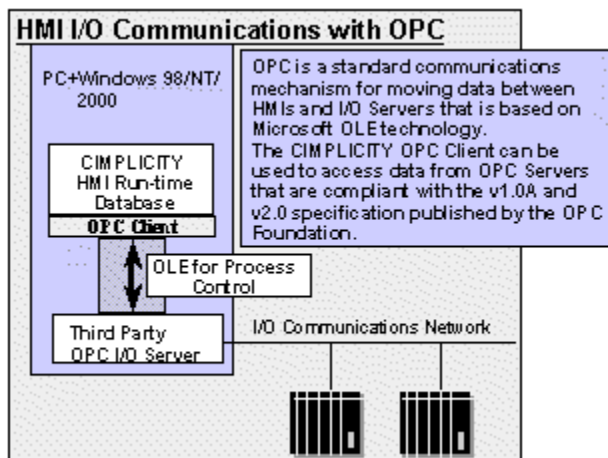 HMI I/O Communications with OPC
PC+Windows 98/NT/
2000
OPC is a standard communications
mechanism for moving data between
HMIs and I/O Servers that is based on
Microsoft OLE technology.
The CIMPLICITY OPC Client can be
used to access data from OPC Servers
that are compliant with the v1.0A and
v2.0 specification published by the OPC
Foundation.
CIMPLICITY
HMI Run-time
Database
OPC Client
OLE for Process
Control
Third Party
OPC I/O Server
I/O Communications Network